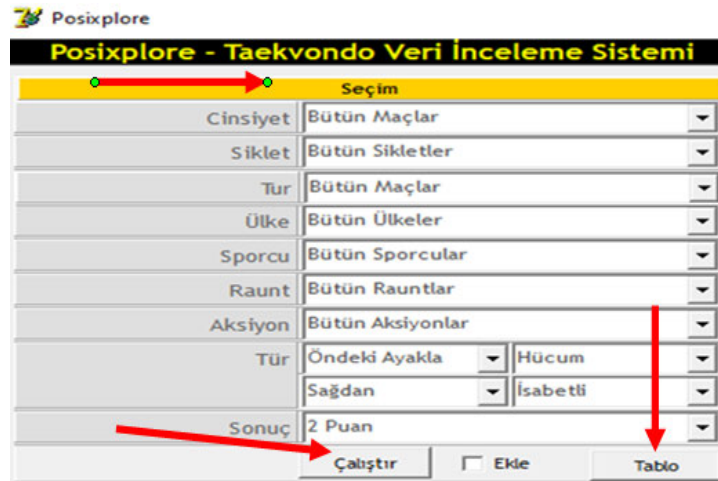 Posixplore
Posixplore - Taekvondo Veri İnceleme Sistemi
Seçim
Cinsiyet Bütün Maçlar
Siklet Bütün Sikletler
Tur Bütün Maçlar
Ülke Bütün Ülkeler
Sporcu Bütün Sporcular
Raunt Bütün Rauntlar
Aksiyon Bütün Aksiyonlar
Tür Öndeki Ayakla Hücum
Sağdan İsabetli
Sonuç 2 Puan
Çalıştır Ekle Tablo